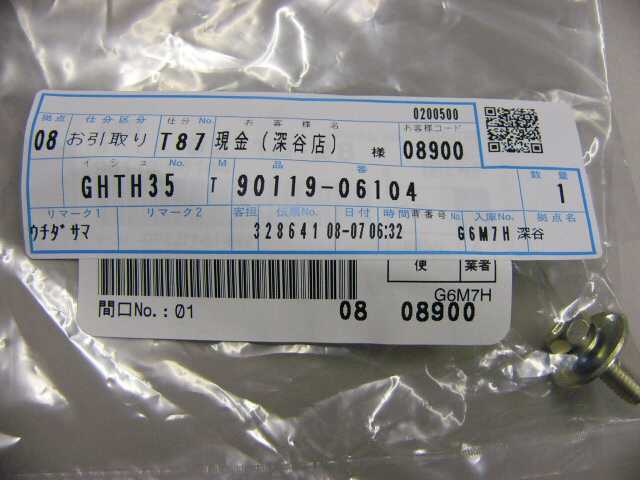 0200500
拠点 仕分区分 仕分No. お客様名 お客様コード
08 お引取り T87 現金(深谷店) 様 08900
イシュ No. M 品番 数量
GHTH35 T 90119-06104 1
リマーク1 リマーク2 客担 伝票No. 日付 時間 入庫No. 拠点名
ウチダサマ 328641 08-07 06:32 G6M7H 深谷
便 業者
G6M7H
間口No.:01 08 08900